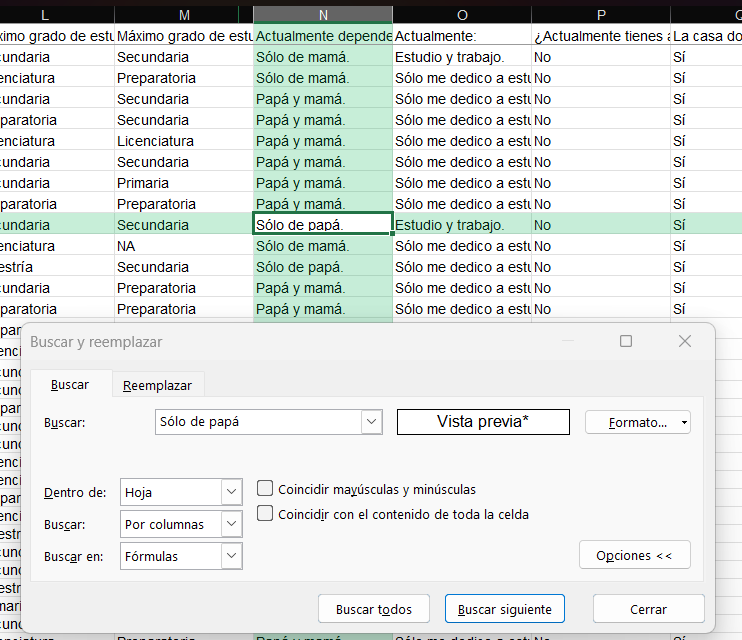 L M N O P Q
ximo grado de estu Máximo grado de estu Actualmente depende Actualmente: ¿Actualmente tienes a La casa do
cundaria Secundaria Sólo de mamá. Estudio y trabajo. No Sí
enciatura Preparatoria Sólo de mamá. Sólo me dedico a estu No Sí
cundaria Secundaria Papá y mamá. Sólo me dedico a estu No Sí
eparatoria Secundaria Papá y mamá. Sólo me dedico a estu No Sí
enciatura Licenciatura Papá y mamá. Sólo me dedico a estu No Sí
cundaria Secundaria Papá y mamá. Sólo me dedico a estu No Sí
cundaria Primaria Papá y mamá. Sólo me dedico a estu No Sí
eparatoria Preparatoria Papá y mamá. Sólo me dedico a estu No Sí
cundaria Secundaria Sólo de papá. Estudio y trabajo. No Sí
enciatura NA Sólo de mamá. Sólo me dedico a estu No Sí
estría Secundaria Sólo de papá. Sólo me dedico a estu No Sí
cundaria Preparatoria Papá y mamá. Sólo me dedico a estu No Sí
eparatoria Preparatoria Papá y mamá. Sólo me dedico a estu No Sí
Buscar y reemplazar
Buscar Reemplazar
Buscar: Sólo de papá Vista previa* Formato...
Dentro de: Hoja Coincidir mayúsculas y minúsculas
Buscar: Por columnas Coincidir con el contenido de toda la celda
Buscar en: Fórmulas Opciones <<
Buscar todos Buscar siguiente Cerrar